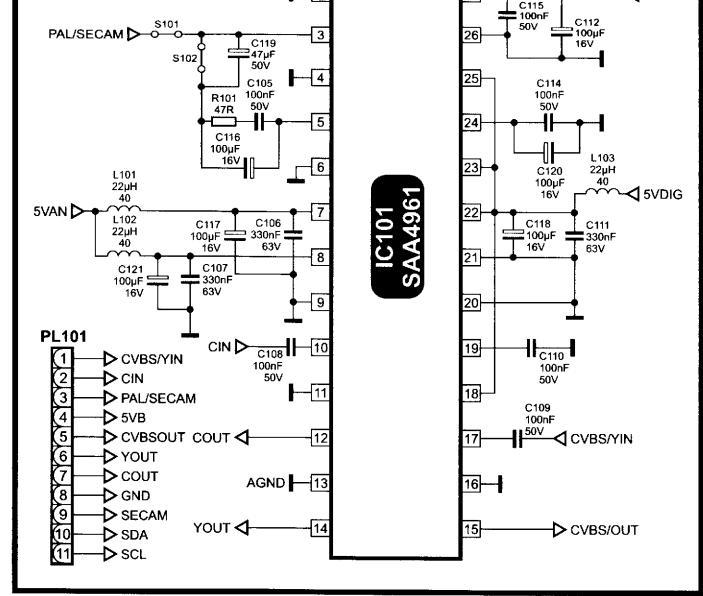 C115
100nF
50V
C112
100µF
16V
PAL/SECAM
S101
3
26
S102
C119
47µF
50V
4
25
C105
100nF
50V
C114
100nF
50V
R101
47R
5
24
C116
100µF
16V
6
23
C120
100µF
16V
L103
22µH
40
5VDIG
L101
22µH
40
5VAN
7
22
L102
22µH
40
C117
100µF
16V
C106
330nF
63V
C118
100µF
16V
C111
330nF
63V
8
21
C121
100µF
16V
C107
330nF
63V
9
20
IC101
SAA4961
PL101
CIN
C108
100nF
50V
10
19
C110
100nF
50V
11
18
C109
100nF
50V
COUT
12
17
CVBS/YIN
AGND
13
16
YOUT
14
15
CVBS/OUT
1 CVBS/YIN
2 CIN
3 PAL/SECAM
4 5VB
5 CVBSOUT
6 YOUT
7 COUT
8 GND
9 SECAM
10 SDA
11 SCL